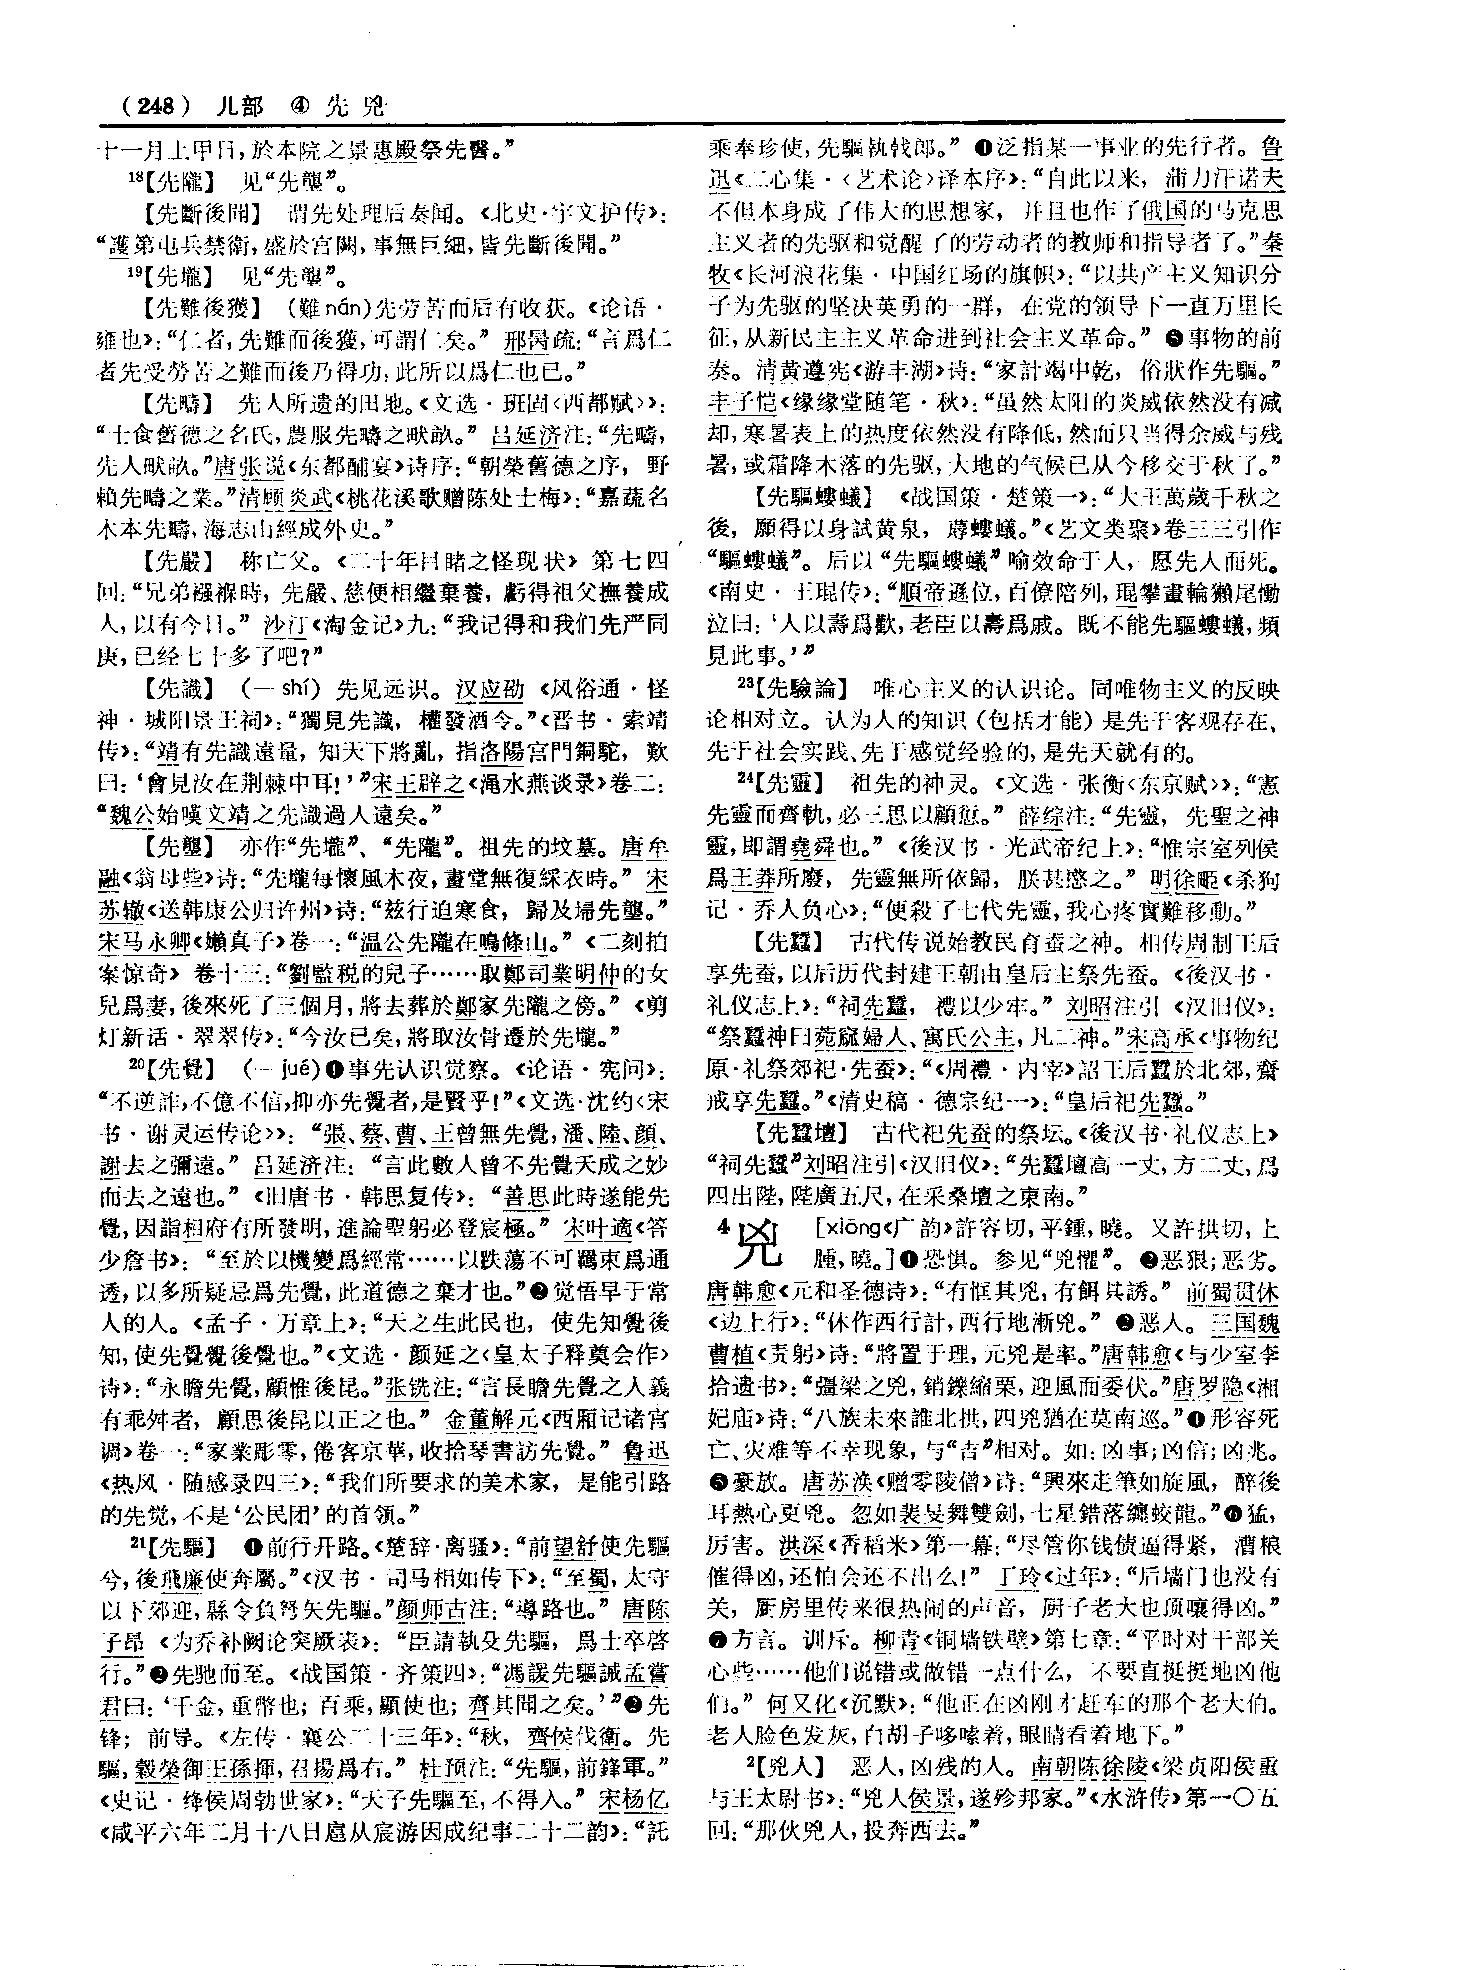 （248） 儿部 ④ 先 兇
十一月上甲日，於本院之景惠殿祭先醫。”
18【先隴】 见“先壟”。
【先斷後聞】 谓先处理后奏闻。《北史·宇文护传》：
“護第屯兵禁衛，盛於宫闕，事無巨細，皆先斷後聞。”
19【先壠】 见“先壟”。
【先難後獲】 （難nán）先劳苦而后有收获。《论语·
雍也》：“仁者，先難而後獲，可謂仁矣。” 邢昺疏：“言爲仁
者先受勞苦之難而後乃得功，此所以爲仁也已。”
【先疇】 先人所遗的田地。《文选·班固〈西都赋〉》：
“士食舊德之名氏，農服先疇之畎畝。” 吕延济注：“先疇，
先人畎畝。”唐张说《东都酺宴》诗序：“朝榮舊德之序，野
賴先疇之業。”清顾炎武《桃花溪歌赠陈处士梅》：“嘉蔬名
木本先疇，海志山經成外史。”
【先嚴】 称亡父。《二十年目睹之怪现状》第七四
回：“兄弟襁褓時，先嚴、慈便相繼棄養，虧得祖父撫養成
人，以有今日。” 沙汀《淘金记》九：“我记得和我们先严同
庚，已经七十多了吧？”
【先識】 （－shí）先见远识。汉应劭《风俗通·怪
神·城阳景王祠》：“獨見先識，權發酒令。”《晋书·索靖
传》：“靖有先識遠量，知天下將亂，指洛陽宫門銅駝，歎
曰：‘會見汝在荆棘中耳！’”宋王辟之《渑水燕谈录》卷二：
“魏公始嘆文靖之先識過人遠矣。”
【先壟】 亦作“先壠”、“先隴”。祖先的坟墓。唐牟
融《翁母些》诗：“先壠每懷風木夜，畫堂無復綵衣時。” 宋
苏辙《送韩康公归许州》诗：“兹行迫寒食，歸及埽先壟。”
宋马永卿《嬾真子》卷一：“温公先隴在鳴條山。”《二刻拍
案惊奇》卷十三：“劉監税的兒子……取鄭司業明仲的女
兒爲妻，後來死了三個月，將去葬於鄭家先隴之傍。”《剪
灯新话·翠翠传》：“今汝已矣，將取汝骨遷於先壠。”
20【先覺】 （－jué）❶事先认识觉察。《论语·宪问》：
“不逆詐，不億不信，抑亦先覺者，是賢乎！”《文选·沈约〈宋
书·谢灵运传论〉》：“張、蔡、曹、王曾無先覺，潘、陸、顔、
謝去之彌遠。” 吕延济注：“言此數人曾不先覺天成之妙
而去之遠也。”《旧唐书·韩思复传》：“善思此時遂能先
覺，因詣相府有所發明，進論聖躬必登宸極。” 宋叶適《答
少詹书》：“至於以機變爲經常……以跌蕩不可羈束爲通
透，以多所疑忌爲先覺，此道德之棄才也。”❷觉悟早于常
人的人。《孟子·万章上》：“天之生此民也，使先知覺後
知，使先覺覺後覺也。”《文选·颜延之〈皇太子释奠会作〉
诗》：“永瞻先覺，顧惟後昆。”张铣注：“言長瞻先覺之人義
有乖舛者，顧思後昆以正之也。” 金董解元《西厢记诸宫
调》卷一：“家業彫零，倦客京華，收拾琴書訪先覺。” 鲁迅
《热风·随感录四三》：“我们所要求的美术家，是能引路
的先觉，不是‘公民团’的首领。”
21【先驅】 ❶前行开路。《楚辞·离骚》：“前望舒使先驅
兮，後飛廉使奔屬。”《汉书·司马相如传下》：“至蜀，太守
以下郊迎，縣令負弩矢先驅。”颜师古注：“導路也。” 唐陈
子昂《为乔补阙论突厥表》：“臣請執殳先驅，爲士卒啓
行。”❷先驰而至。《战国策·齐策四》：“馮諼先驅誡孟嘗
君曰：‘千金，重幣也；百乘，顯使也；齊其聞之矣。’”❷先
锋；前导。《左传·襄公二十三年》：“秋，齊侯伐衛。先
驅，穀榮御王孫揮，召揚爲右。” 杜预注：“先驅，前鋒軍。”
《史记·绛侯周勃世家》：“天子先驅至，不得入。” 宋杨亿
《咸平六年二月十八日扈从宸游因成纪事二十二韵》：“託
乘奉珍使，先驅執戟郎。” ❶泛指某一事业的先行者。鲁
迅《二心集·〈艺术论〉译本序》：“自此以来，蒲力汗诺夫
不但本身成了伟大的思想家，并且也作了俄国的马克思
主义者的先驱和觉醒了的劳动者的教师和指导者了。”秦
牧《长河浪花集·中国红场的旗帜》：“以共产主义知识分
子为先驱的坚决英勇的一群，在党的领导下一直万里长
征，从新民主主义革命进到社会主义革命。” ❺事物的前
奏。清黄遵宪《游丰湖》诗：“家計竭中乾，俗狀作先驅。”
丰子恺《缘缘堂随笔·秋》：“虽然太阳的炎威依然没有减
却，寒暑表上的热度依然没有降低，然而只当得余威与残
暑，或霜降木落的先驱，大地的气候已从今移交于秋了。”
【先驅螻蟻】 《战国策·楚策一》：“大王萬歲千秋之
後，願得以身試黄泉，蓐螻蟻。”《艺文类聚》卷三三引作
“驅螻蟻”。后以“先驅螻蟻”喻效命于人，愿先人而死。
《南史·王琨传》：“順帝遜位，百僚陪列，琨攀畫輪獺尾慟
泣曰：‘人以壽爲歡，老臣以壽爲戚。既不能先驅螻蟻，頻
見此事。’”
23【先驗論】 唯心主义的认识论。同唯物主义的反映
论相对立。认为人的知识（包括才能）是先于客观存在、
先于社会实践、先于感觉经验的，是先天就有的。
24【先靈】 祖先的神灵。《文选·张衡〈东京赋〉》：“憲
先靈而齊軌，必三思以顧愆。” 薛综注：“先靈，先聖之神
靈，即謂堯舜也。”《後汉书·光武帝纪上》：“惟宗室列侯
爲王莽所廢，先靈無所依歸，朕甚愍之。” 明徐𤱻《杀狗
记·乔人负心》：“便殺了七代先靈，我心疼實難移動。”
【先蠶】 古代传说始教民育蚕之神。相传周制王后
享先蚕，以后历代封建王朝由皇后主祭先蚕。《後汉书·
礼仪志上》：“祠先蠶，禮以少牢。” 刘昭注引《汉旧仪》：
“祭蠶神曰菀窳婦人、寓氏公主，凡二神。”宋高承《事物纪
原·礼祭郊祀·先蚕》：“《周禮·内宰》詔王后蠶於北郊，齋
戒享先蠶。”《清史稿·德宗纪一》：“皇后祀先蠶。”
【先蠶壇】 古代祀先蚕的祭坛。《後汉书·礼仪志上》
“祠先蠶”刘昭注引《汉旧仪》：“先蠶壇高一丈，方二丈，爲
四出陛，陛廣五尺，在采桑壇之東南。”
4 兇 ［xiōng《广韵》許容切，平鍾，曉。又許拱切，上
腫，曉。］❶恐惧。参见“兇懼”。❷恶狠；恶劣。
唐韩愈《元和圣德诗》：“有恇其兇，有餌其誘。” 前蜀贯休
《边上行》：“休作西行計，西行地漸兇。” ❷恶人。三国魏
曹植《责躬》诗：“將置于理，元兇是率。”唐韩愈《与少室李
拾遗书》：“彊梁之兇，銷鑠縮栗，迎風而委伏。”唐罗隐《湘
妃庙》诗：“八族未來誰北拱，四兇猶在莫南巡。”❶形容死
亡、灾难等不幸现象，与“吉”相对。如：凶事；凶信；凶兆。
❺豪放。唐苏涣《赠零陵僧》诗：“興來走筆如旋風，醉後
耳熱心更兇。忽如裴旻舞雙劍，七星錯落纏蛟龍。”❻猛，
厉害。洪深《香稻米》第一幕：“尽管你钱债逼得紧，漕粮
催得凶，还怕会还不出么！” 丁玲《过年》：“后墙门也没有
关，厨房里传来很热闹的声音，厨子老大也顶嚷得凶。”
❼方言。训斥。柳青《铜墙铁壁》第七章：“平时对干部关
心些……他们说错或做错一点什么，不要直挺挺地凶他
们。” 何又化《沉默》：“他正在凶刚才赶车的那个老大伯。
老人脸色发灰，白胡子哆嗦着，眼睛看着地下。”
2【兇人】 恶人，凶残的人。南朝陈徐陵《梁贞阳侯重
与王太尉书》：“兇人侯景，遂殄邦家。”《水浒传》第一〇五
回：“那伙兇人，投奔西去。”